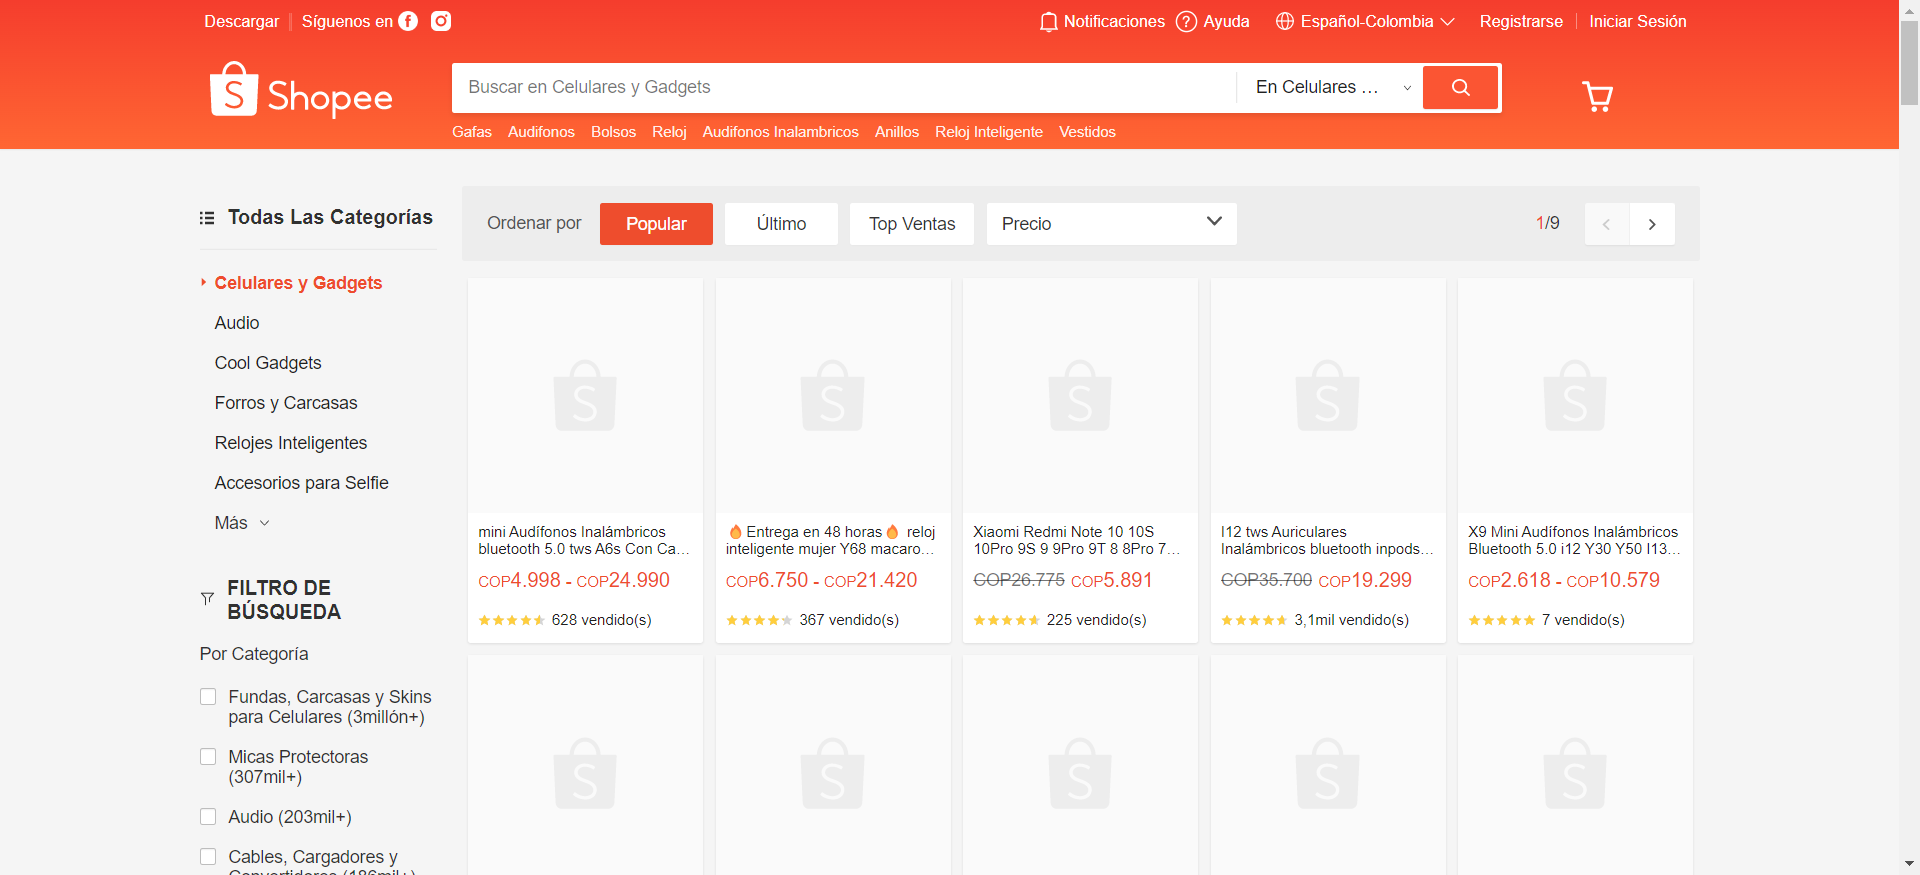 Descargar
Síguenos en
Notificaciones
Ayuda
Español-Colombia
Registrarse
Iniciar Sesión
Shopee
Buscar en Celulares y Gadgets
En Celulares ...
Gafas Audifonos Bolsos Reloj Audifonos Inalambricos Anillos Reloj Inteligente Vestidos
Todas Las Categorías
Celulares y Gadgets
Audio
Cool Gadgets
Forros y Carcasas
Relojes Inteligentes
Accesorios para Selfie
Más
FILTRO DE
BÚSQUEDA
Por Categoría
Fundas, Carcasas y Skins
para Celulares (3millón+)
Micas Protectoras
(307mil+)
Audio (203mil+)
Cables, Cargadores y
Convertidores (186mil+)
Ordenar por
Popular
Último
Top Ventas
Precio
1/9
mini Audífonos Inalámbricos
bluetooth 5.0 tws A6s Con Ca...
COP4.998 - COP24.990
628 vendido(s)
🔥Entrega en 48 horas🔥 reloj
inteligente mujer Y68 macaro...
COP6.750 - COP21.420
367 vendido(s)
Xiaomi Redmi Note 10 10S
10Pro 9S 9 9Pro 9T 8 8Pro 7...
COP26.775 COP5.891
225 vendido(s)
I12 tws Auriculares
Inalámbricos bluetooth inpods...
COP35.700 COP19.299
3,1mil vendido(s)
X9 Mini Audífonos Inalámbricos
Bluetooth 5.0 i12 Y30 Y50 I13...
COP2.618 - COP10.579
7 vendido(s)